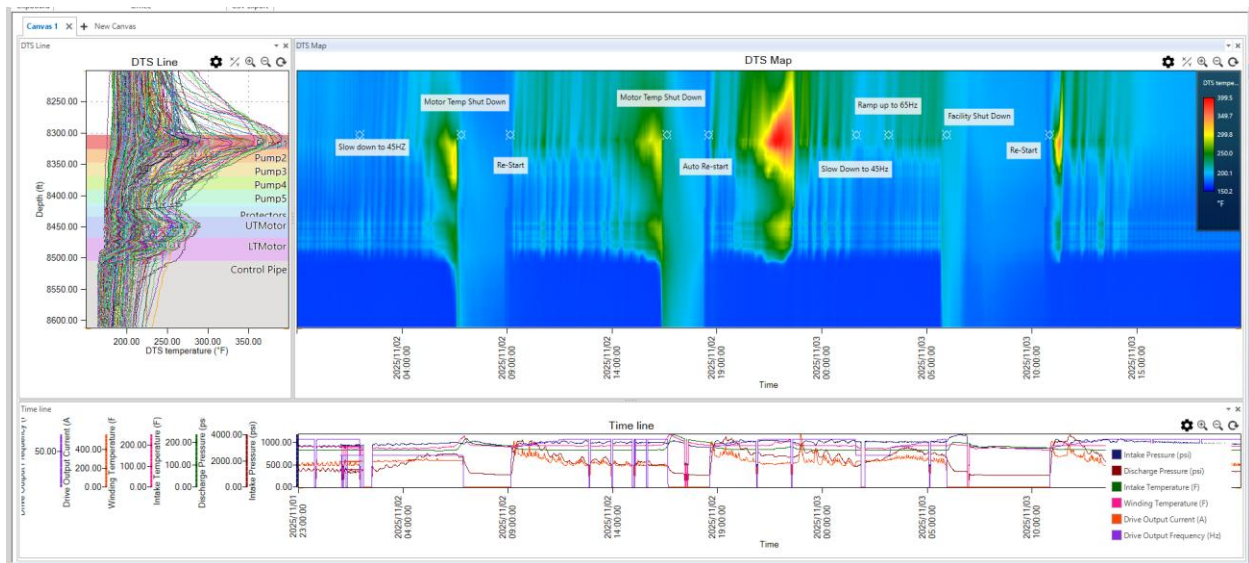 Canvas 1
New Canvas
DTS Line
DTS Map
DTS Line
DTS Map
8250.00
8300.00
8350.00
8400.00
8450.00
8500.00
8550.00
8600.00
Depth (ft)
Pump2
Pump3
Pump4
Pump5
Protectors
UTMotor
LTMotor
Control Pipe
200.00 250.00 300.00 350.00
DTS temperature (°F)
Slow down to 45HZ
Motor Temp Shut Down
Re-Start
Motor Temp Shut Down
Auto Re-start
Ramp up to 65Hz
Slow Down to 45Hz
Facility Shut Down
Re-Start
DTS tempe...
399.5
349.7
299.8
250.0
200.1
150.2
°F
2025/11/02 04:00:00
2025/11/02 09:00:00
2025/11/02 14:00:00
2025/11/02 19:00:00
2025/11/03 00:00:00
2025/11/03 05:00:00
2025/11/03 10:00:00
2025/11/03 15:00:00
Time
Time line
Time line
50.00
Drive Output Current (A
400.00
200.00
0.00
Winding Temperature (F
200.00
100.00
0.00
Intake Temperature (F)
200.00
100.00
0.00
Discharge Pressure (ps
4000.00
2000.00
0.00
Intake Pressure (psi)
1000.00
500.00
0.00
2025/11/01 23:00:00
2025/11/02 04:00:00
2025/11/02 09:00:00
2025/11/02 14:00:00
2025/11/02 19:00:00
2025/11/03 00:00:00
2025/11/03 05:00:00
2025/11/03 10:00:00
Time
Intake Pressure (psi)
Discharge Pressure (psi)
Intake Temperature (F)
Winding Temperature (F)
Drive Output Current (A)
Drive Output Frequency (Hz)